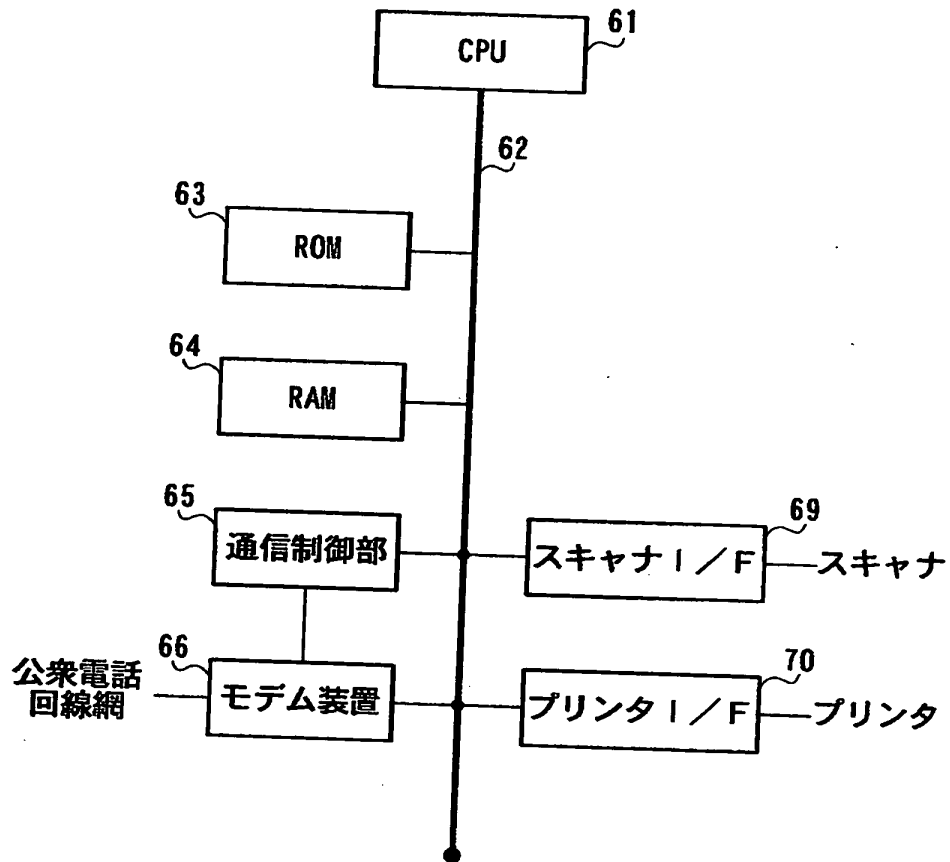 61
CPU
62
63
ROM
64
RAM
65
通信制御部
69
スキャナI/F
スキャナ
公衆電話
回線網
66
モデム装置
70
プリンタI/F
プリンタ